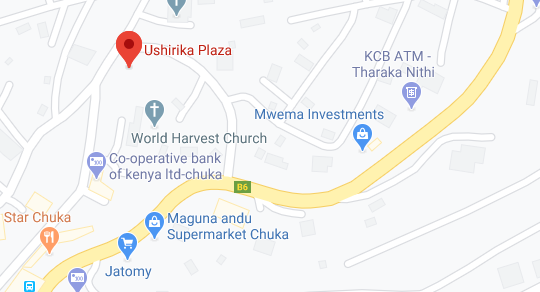 Ushirika Plaza
KCB ATM -
Tharaka Nithi
Mwema Investments
World Harvest Church
Co-operative bank
of kenya ltd-chuka
B6
Star Chuka
Maguna andu
Supermarket Chuka
Jatomy